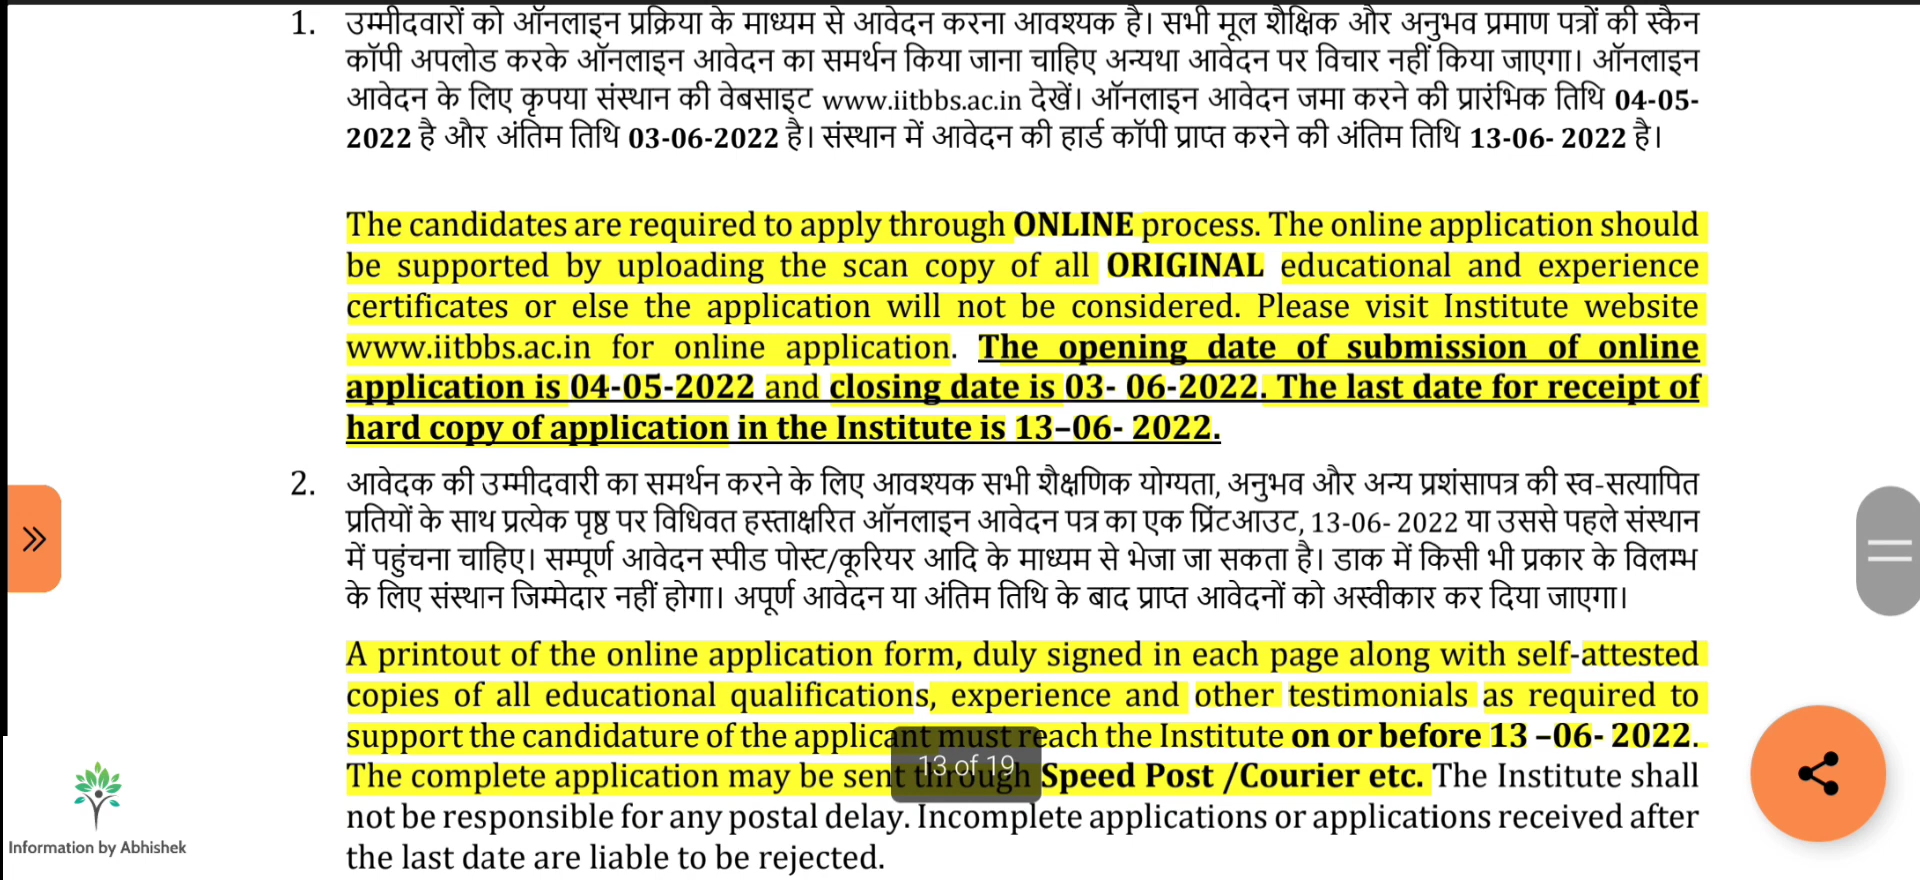 1. उम्मीदवारों को ऑनलाइन प्रक्रिया के माध्यम से आवेदन करना आवश्यक है। सभी मूल शैक्षिक और अनुभव प्रमाण पत्रों की स्कैन
कॉपी अपलोड करके ऑनलाइन आवेदन का समर्थन किया जाना चाहिए अन्यथा आवेदन पर विचार नहीं किया जाएगा। ऑनलाइन
आवेदन के लिए कृपया संस्थान की वेबसाइट www.iitbbs.ac.in देखें। ऑनलाइन आवेदन जमा करने की प्रारंभिक तिथि 04-05-
2022 है और अंतिम तिथि 03-06-2022 है। संस्थान में आवेदन की हार्ड कॉपी प्राप्त करने की अंतिम तिथि 13-06- 2022 है।
The candidates are required to apply through ONLINE process. The online application should
be supported by uploading the scan copy of all ORIGINAL educational and experience
certificates or else the application will not be considered. Please visit Institute website
www.iitbbs.ac.in for online application. The opening date of submission of online
application is 04-05-2022 and closing date is 03- 06-2022. The last date for receipt of
hard copy of application in the Institute is 13–06- 2022.
2. आवेदक की उम्मीदवारी का समर्थन करने के लिए आवश्यक सभी शैक्षणिक योग्यता, अनुभव और अन्य प्रशंसापत्र की स्व-सत्यापित
प्रतियों के साथ प्रत्येक पृष्ठ पर विधिवत हस्ताक्षरित ऑनलाइन आवेदन पत्र का एक प्रिंटआउट, 13-06- 2022 या उससे पहले संस्थान
में पहुंचना चाहिए। सम्पूर्ण आवेदन स्पीड पोस्ट/कूरियर आदि के माध्यम से भेजा जा सकता है। डाक में किसी भी प्रकार के विलम्भ
के लिए संस्थान जिम्मेदार नहीं होगा। अपूर्ण आवेदन या अंतिम तिथि के बाद प्राप्त आवेदनों को अस्वीकार कर दिया जाएगा।
A printout of the online application form, duly signed in each page along with self-attested
copies of all educational qualifications, experience and other testimonials as required to
support the candidature of the applicant must reach the Institute on or before 13 –06- 2022.
The complete application may be sent through Speed Post /Courier etc. The Institute shall
13 of 19
not be responsible for any postal delay. Incomplete applications or applications received after
the last date are liable to be rejected.
Information by Abhishek